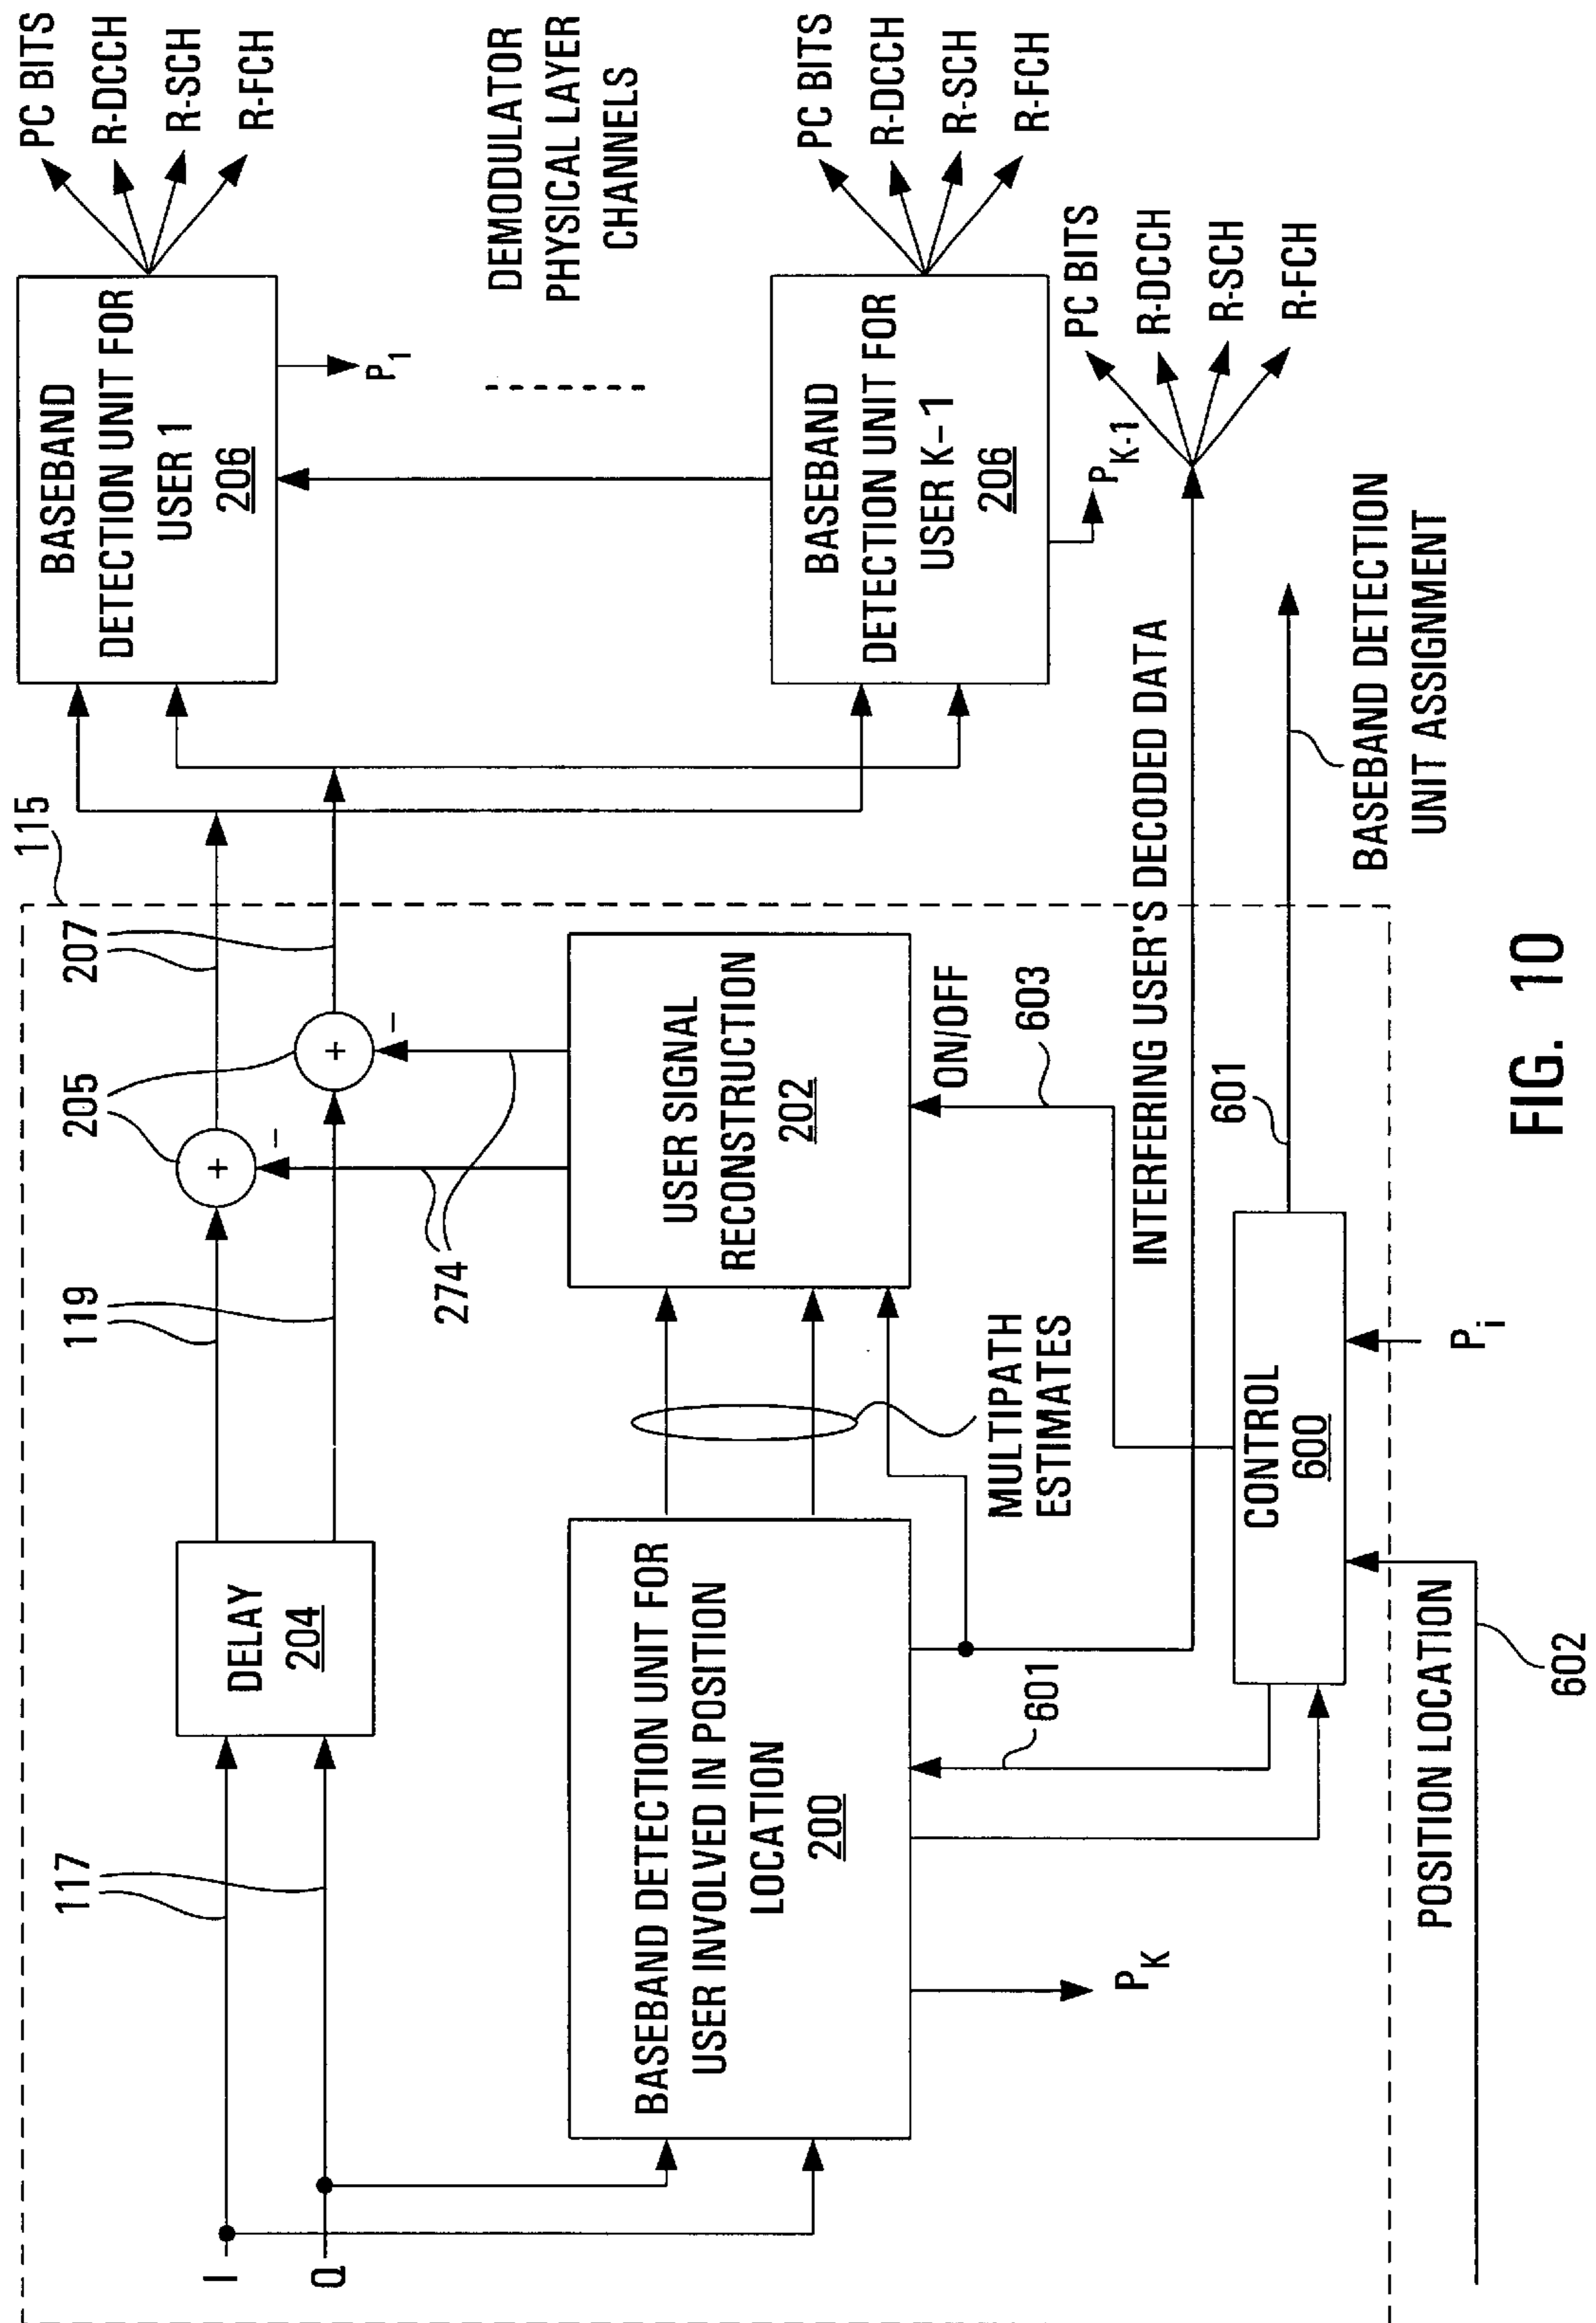 I
Q
117
DELAY
204
119
205
207
115
BASEBAND
DETECTION UNIT FOR
USER 1
206
PC BITS
R-DCCH
R-SCH
R-FCH
P1
+
-
+
-
274
DEMODULATOR
PHYSICAL LAYER
CHANNELS
BASEBAND DETECTION UNIT FOR
USER INVOLVED IN POSITION
LOCATION
200
MULTIPATH
ESTIMATES
USER SIGNAL
RECONSTRUCTION
202
ON/OFF
603
BASEBAND
DETECTION UNIT FOR
USER K-1
206
PC BITS
R-DCCH
R-SCH
R-FCH
PK-1
PK
601
INTERFERING USER'S DECODED DATA
PC BITS
R-DCCH
R-SCH
R-FCH
CONTROL
600
601
BASEBAND DETECTION
UNIT ASSIGNMENT
POSITION LOCATION
602
Pi
FIG. 10